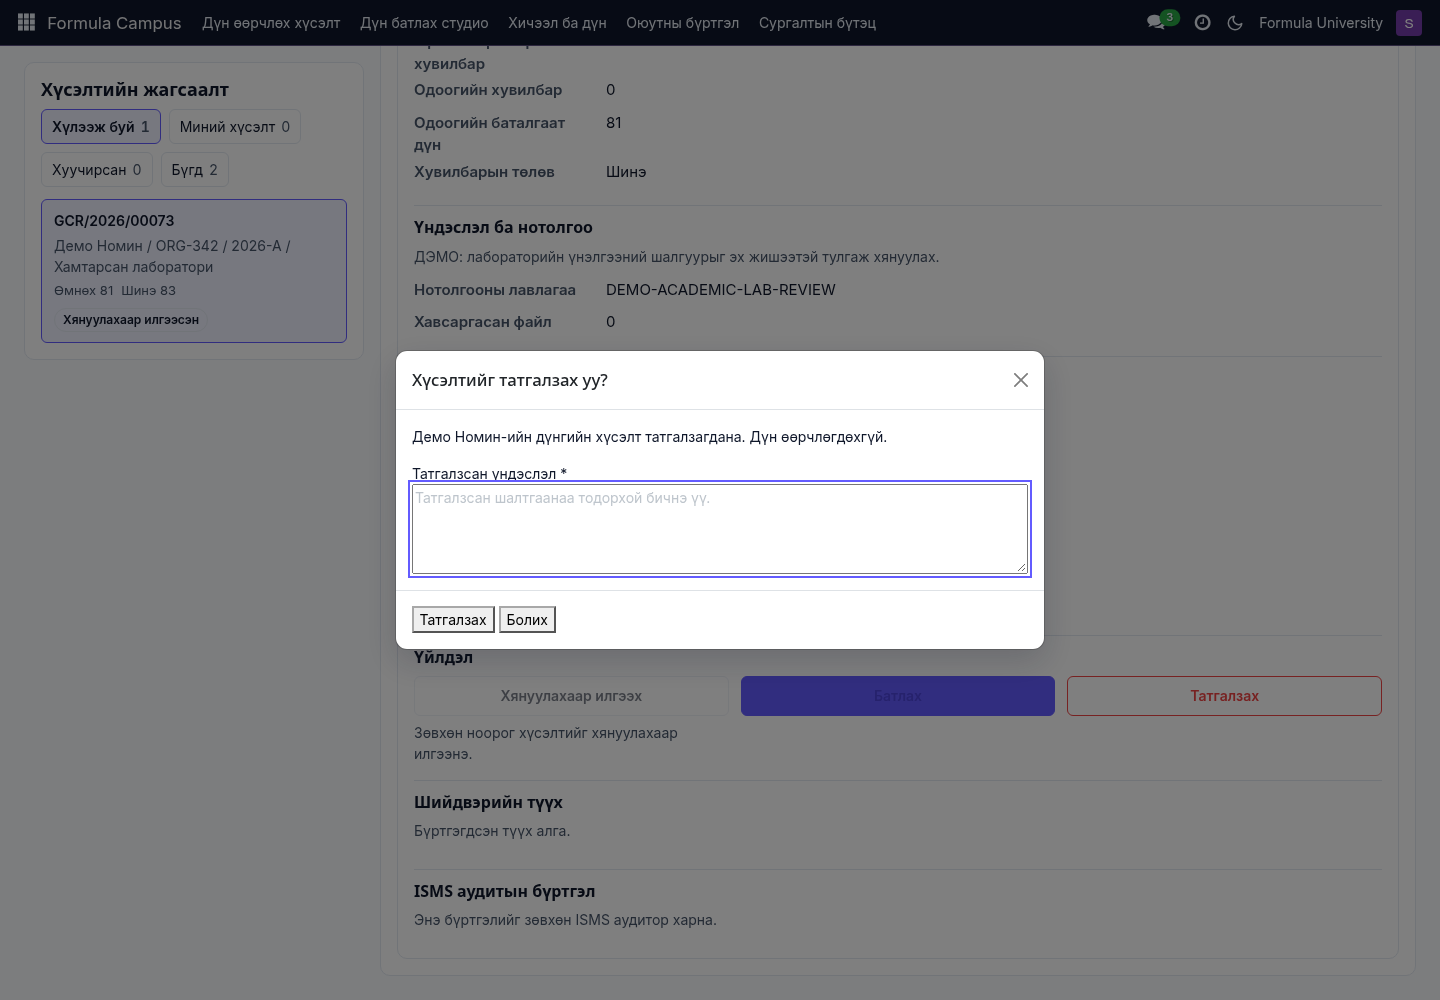 Formula Campus
Дүн өөрчлөх хүсэлт
Дүн батлах студио
Хичээл ба дүн
Оюутны бүртгэл
Сургалтын бүтэц
3
Formula University
S
Хүсэлтийн жагсаалт
Хүлээж буй 1
Миний хүсэлт 0
Хуучирсан 0
Бүгд 2
GCR/2026/00073
Демо Номин / ORG-342 / 2026-A /
Хамтарсан лаборатори
Өмнөх 81 Шинэ 83
Хянуулахаар илгээсэн
хувилбар
Одоогийн хувилбар 0
Одоогийн баталгаат 81
дүн
Хувилбарын төлөв Шинэ
Үндэслэл ба нотолгоо
ДЭМО: лабораторийн үнэлгээний шалгуурыг эх жишээтэй тулгаж хянуулах.
Нотолгооны лавлагаа DEMO-ACADEMIC-LAB-REVIEW
Хавсаргасан файл 0
Хүсэлтийг татгалзах уу?
Демо Номин-ийн дүнгийн хүсэлт татгалзагдана. Дүн өөрчлөгдөхгүй.
Татгалзсан үндэслэл *
Татгалзсан шалтгаанаа тодорхой бичнэ үү.
Татгалзах
Болих
Үйлдэл
Хянуулахаар илгээх
Батлах
Татгалзах
Зөвхөн ноорог хүсэлтийг хянуулахаар
илгээнэ.
Шийдвэрийн түүх
Бүртгэгдсэн түүх алга.
ISMS аудитын бүртгэл
Энэ бүртгэлийг зөвхөн ISMS аудитор харна.